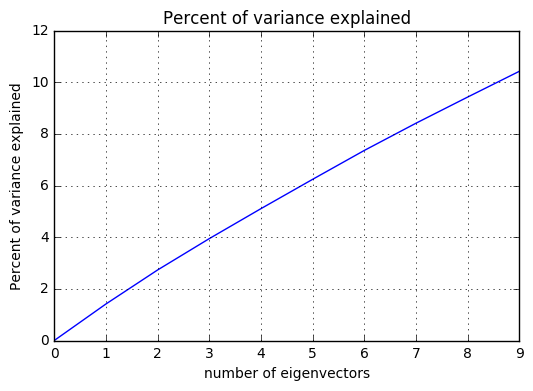 Percent of variance explained
12
10
8
6
4
2
0
Percent of variance explained
0 1 2 3 4 5 6 7 8 9
number of eigenvectors